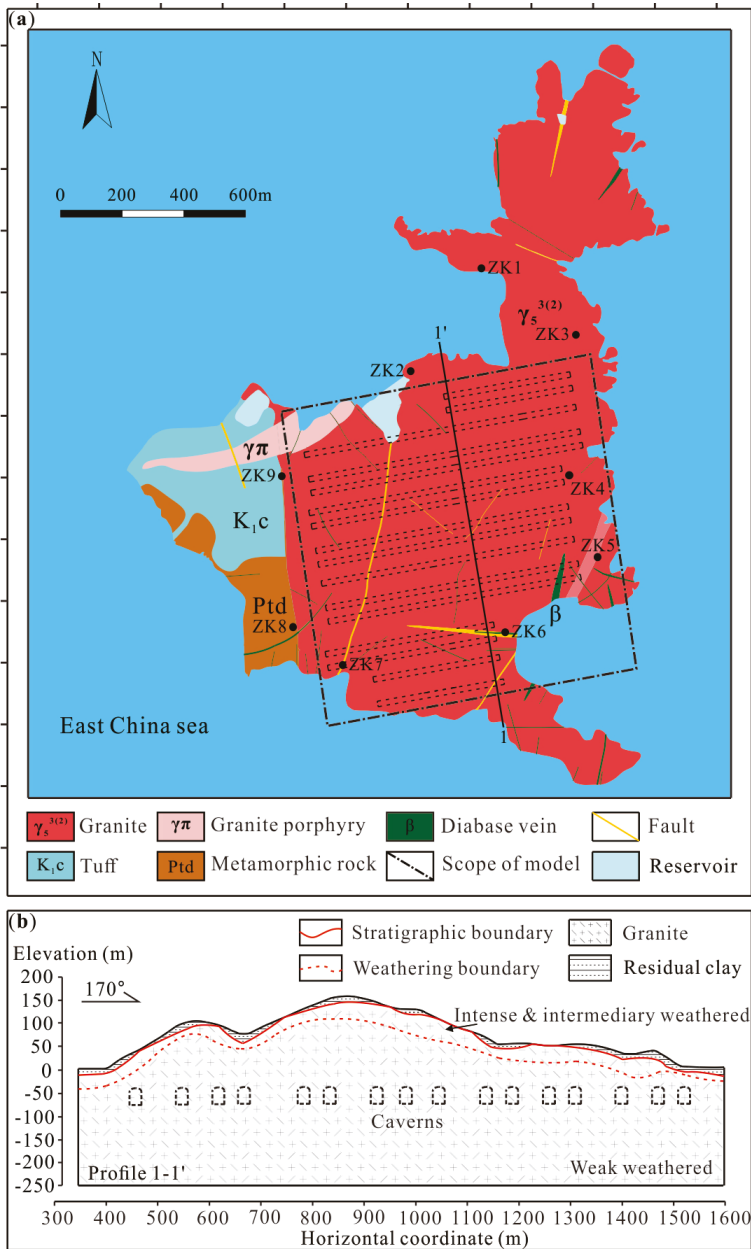 (a)
N
0 200 400 600m
ZK1
γ₅³⁽²⁾
ZK3
1'
ZK2
γπ
ZK9
ZK4
K₁c
ZK5
Ptd
β
ZK8
ZK6
ZK7
East China sea
1
γ₅³⁽²⁾ Granite γπ Granite porphyry β Diabase vein Fault
K₁c Tuff Ptd Metamorphic rock Scope of model Reservoir
(b)
Stratigraphic boundary Granite
Elevation (m)
Weathering boundary Residual clay
200
170°
150
Intense & intermediary weathered
100
50
0
-50
Caverns
-100
-150
-200
Profile 1-1' Weak weathered
-250
300 400 500 600 700 800 900 1000 1100 1200 1300 1400 1500 1600
Horizontal coordinate (m)